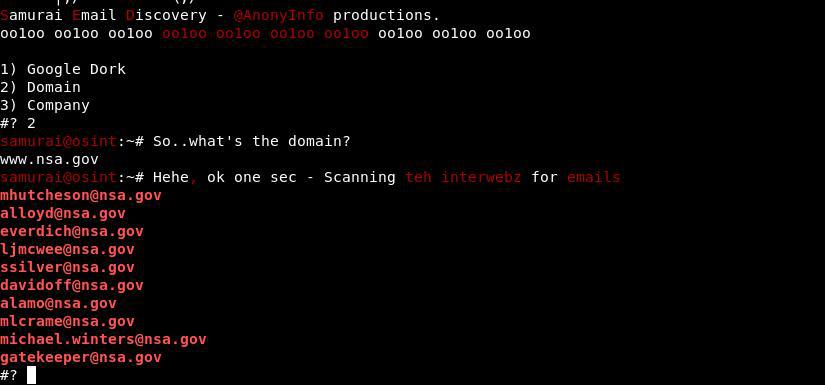 Samurai Email Discovery - @AnonyInfo productions.
oo1oo oo1oo oo1oo oo1oo oo1oo oo1oo oo1oo oo1oo oo1oo oo1oo
1) Google Dork
2) Domain
3) Company
#? 2
samurai@osint:~# So..what's the domain?
www.nsa.gov
samurai@osint:~# Hehe, ok one sec - Scanning teh interwebz for emails
mhutcheson@nsa.gov
alloyd@nsa.gov
everdich@nsa.gov
ljmcwee@nsa.gov
ssilver@nsa.gov
davidoff@nsa.gov
alamo@nsa.gov
mlcrame@nsa.gov
michael.winters@nsa.gov
gatekeeper@nsa.gov
#?